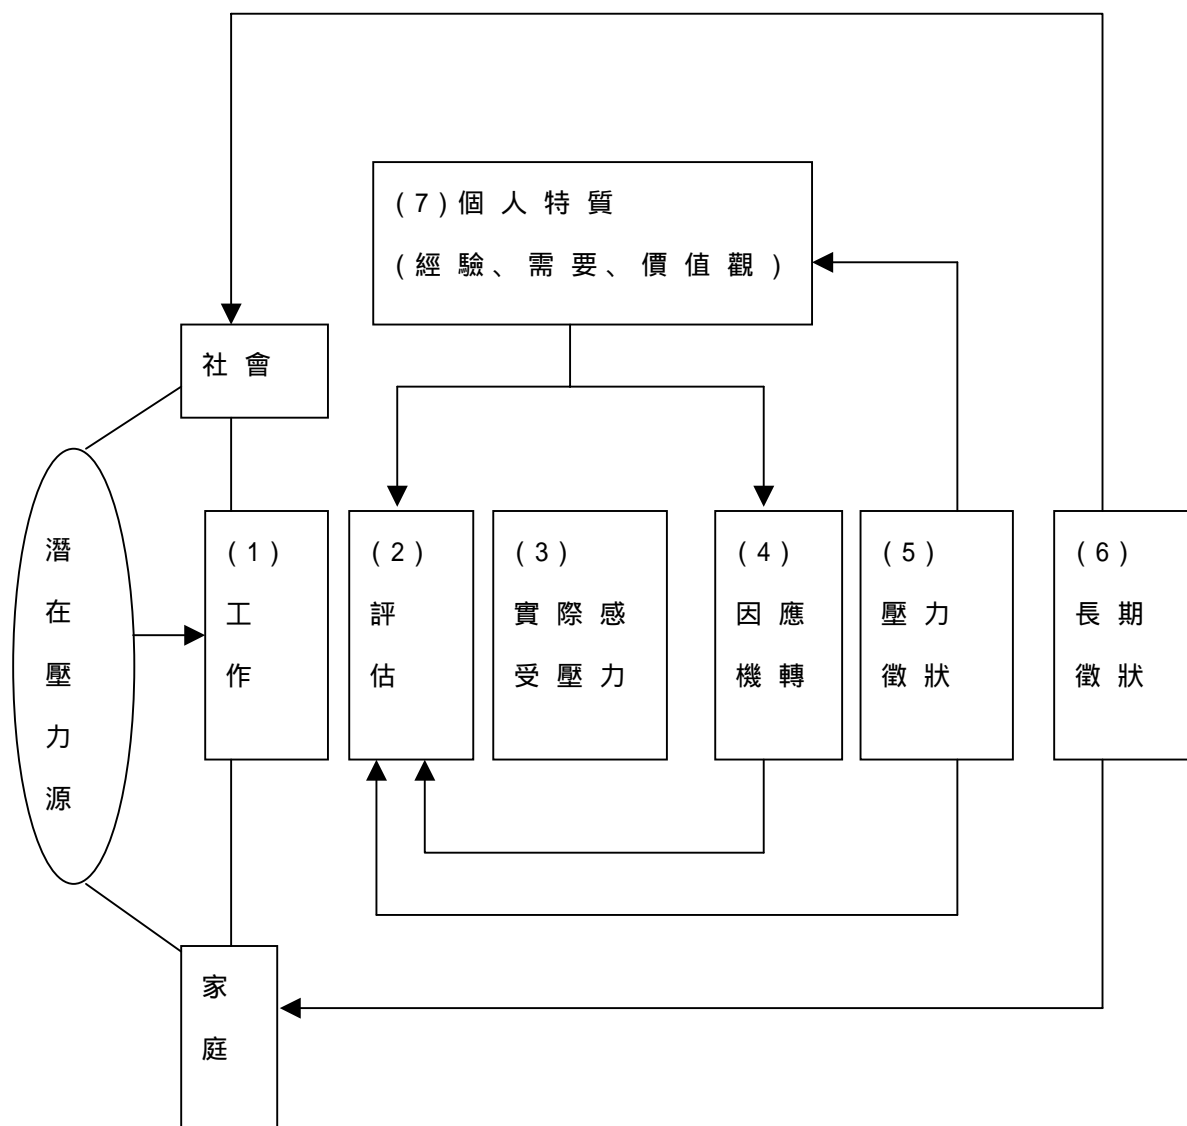 (7)個人特質
(經驗、需要、價值觀)
社會
潛
在
壓
力
源
(1)
工
作
(2)
評
估
(3)
實際感
受壓力
(4)
因應
機轉
(5)
壓力
徵狀
(6)
長期
徵狀
家
庭